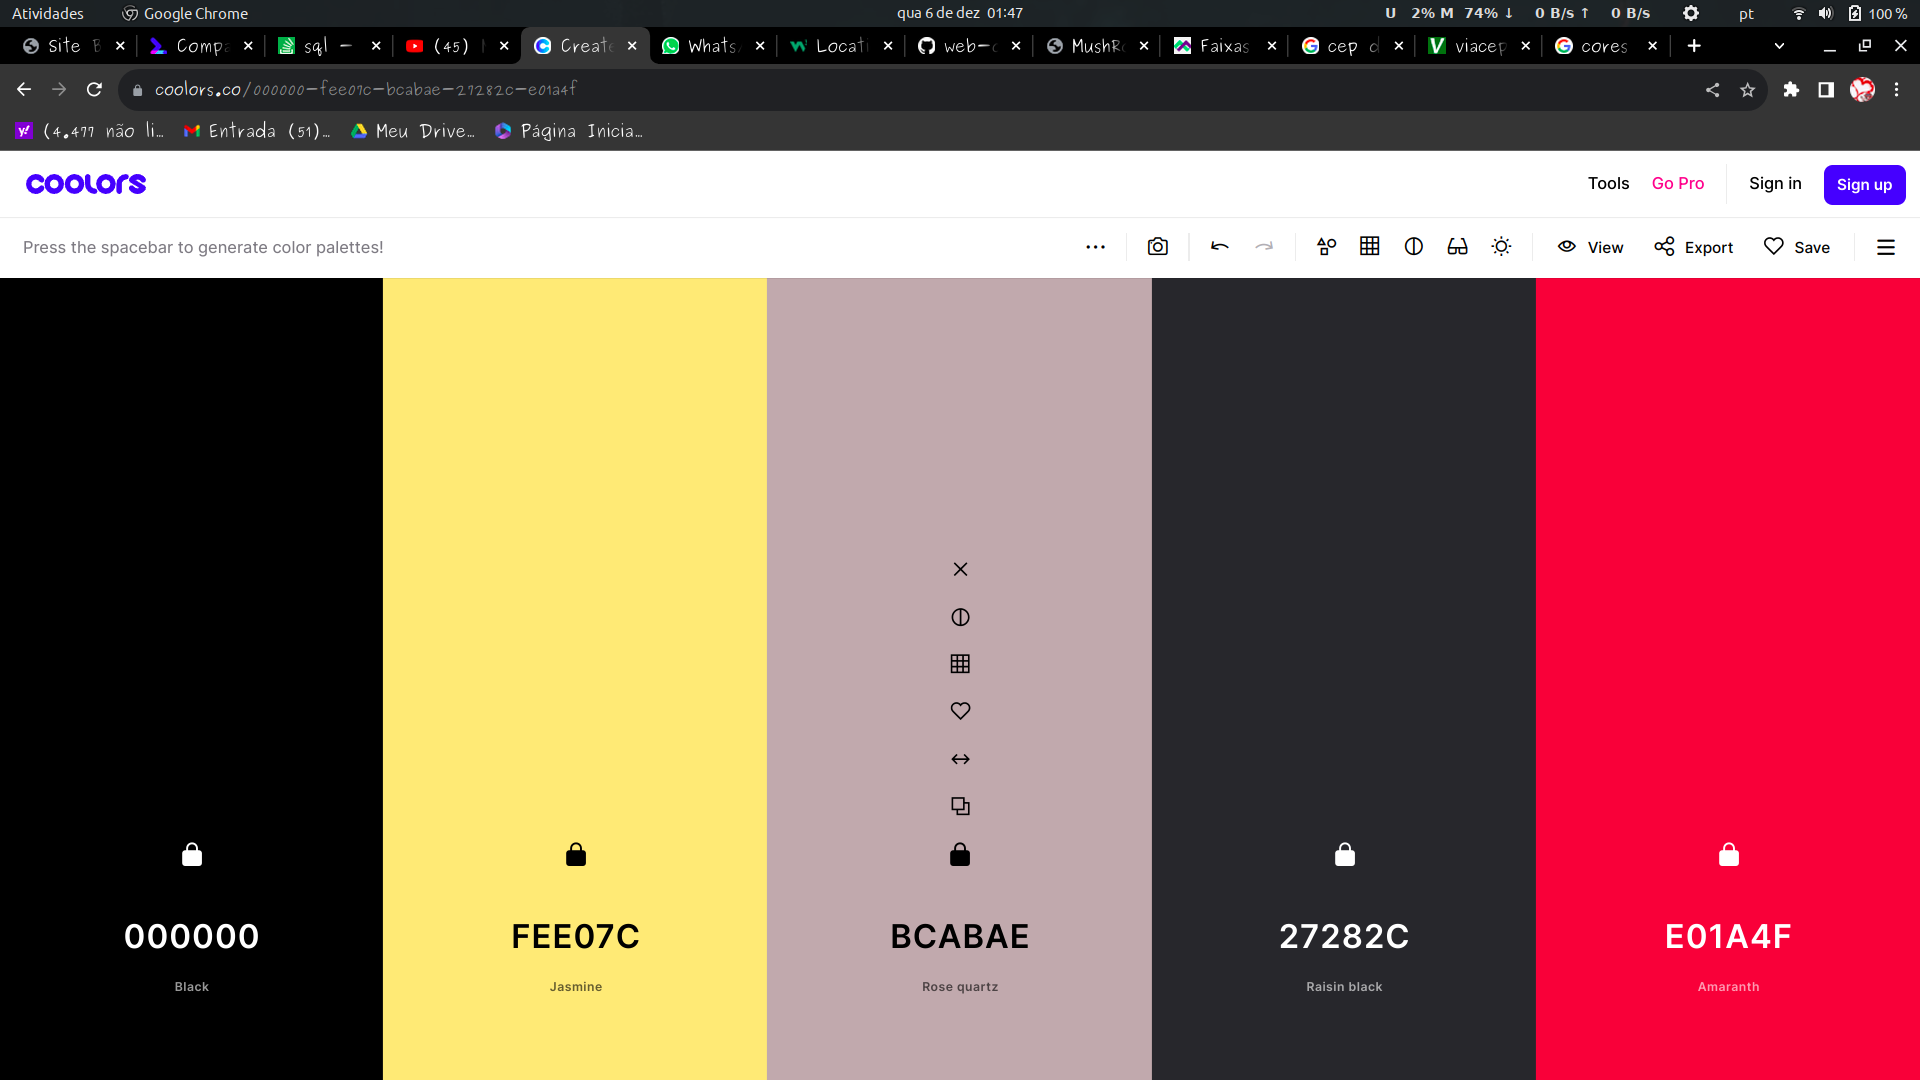 Atividades Google Chrome qua 6 de dez 01:47 U 2% M 74% ↓ 0 B/s ↑ 0 B/s pt 100 %
Site Compa sql – (45) Create Whats Locati web-c MushR Faixas cep viacep cores
coolors.co/000000-fee07c-bcabae-27282c-e01a4f
(4.477 não li... Entrada (51)... Meu Drive... Página Inicia...
coolors Tools Go Pro Sign in Sign up
Press the spacebar to generate color palettes! View Export Save
000000 FEE07C BCABAE 27282C E01A4F
Black Jasmine Rose quartz Raisin black Amaranth